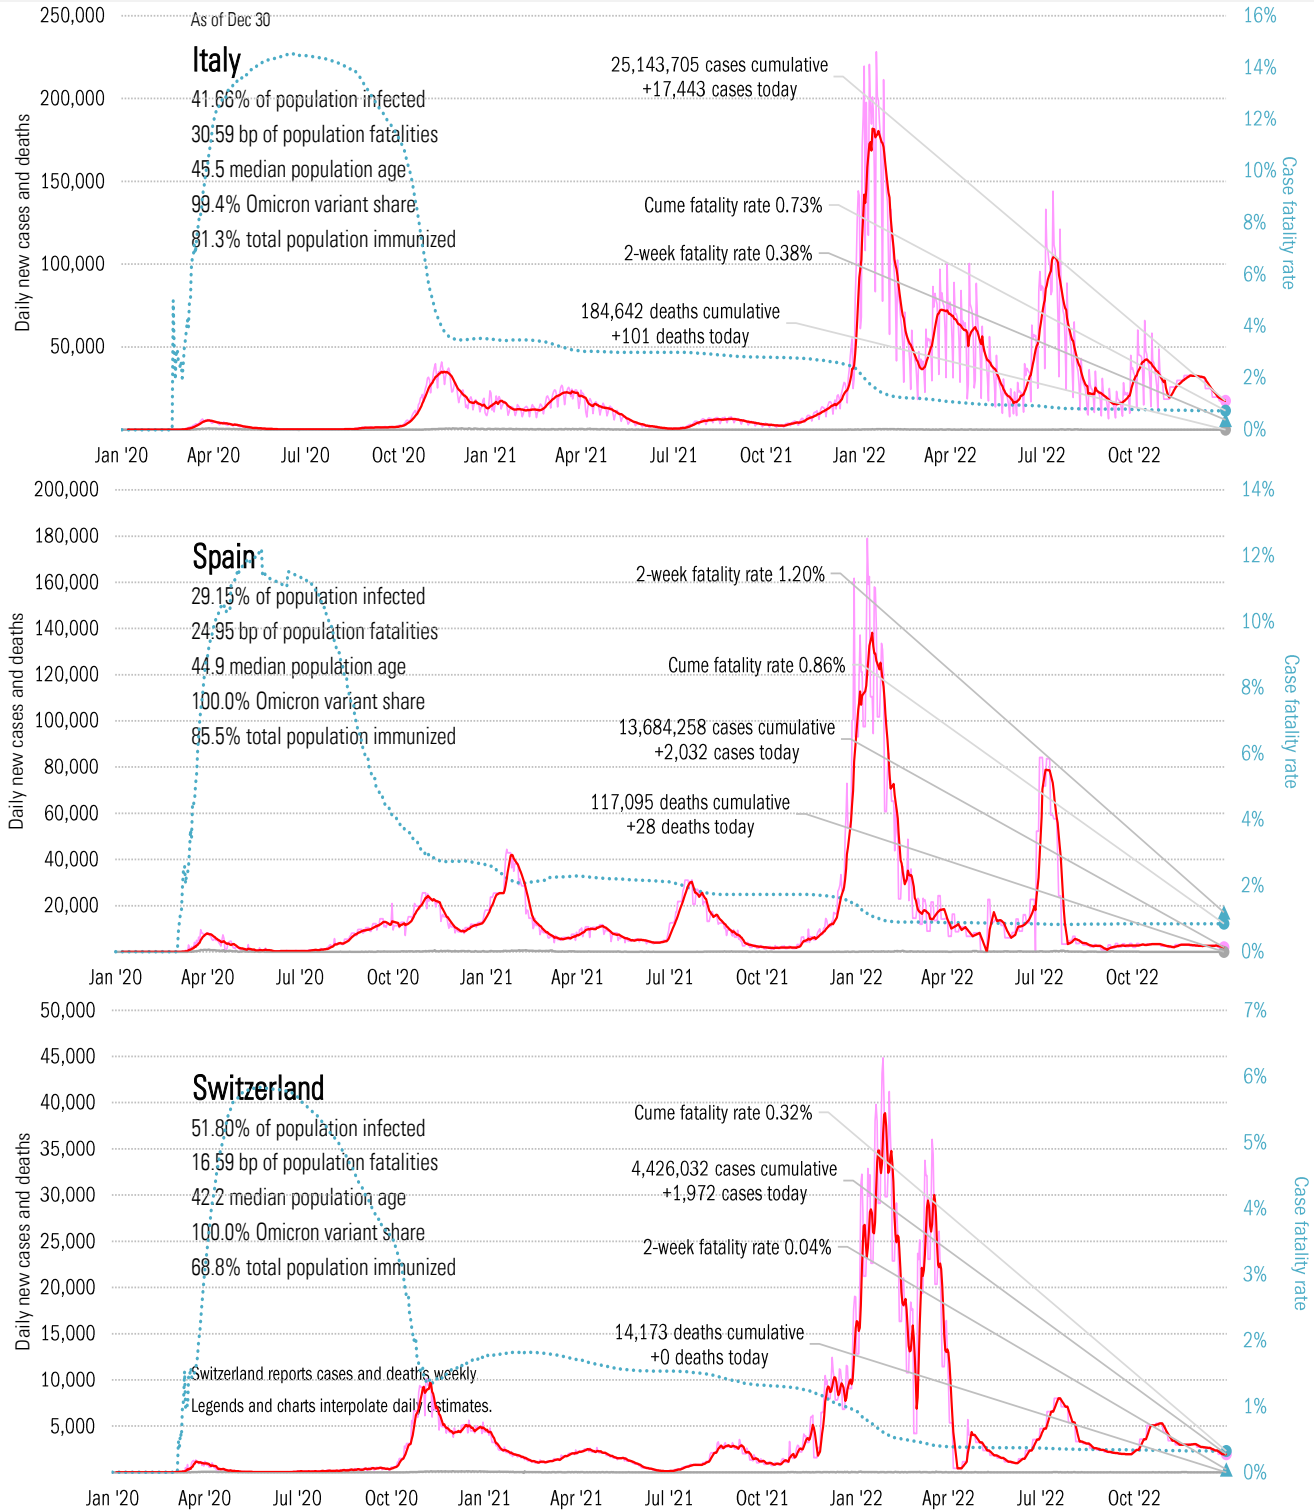 250,000
As of Dec 30
16%
Italy
25,143,705 cases cumulative
+17,443 cases today
14%
41.66% of population infected
200,000
12%
30.59 bp of population fatalities
45.5 median population age
150,000
10%
99.4% Omicron variant share
Cume fatality rate 0.73%
8%
81.3% total population immunized
2-week fatality rate 0.38%
100,000
6%
184,642 deaths cumulative
+101 deaths today
4%
50,000
2%
0%
Daily new cases and deaths
Case fatality rate
Jan '20 Apr '20 Jul '20 Oct '20 Jan '21 Apr '21 Jul '21 Oct '21 Jan '22 Apr '22 Jul '22 Oct '22
200,000
14%
180,000
Spain
12%
2-week fatality rate 1.20%
160,000
29.15% of population infected
24.95 bp of population fatalities
140,000
10%
44.9 median population age
Cume fatality rate 0.86%
120,000
8%
100.0% Omicron variant share
100,000
13,684,258 cases cumulative
+2,032 cases today
85.5% total population immunized
6%
80,000
117,095 deaths cumulative
+28 deaths today
60,000
4%
40,000
2%
20,000
0%
Daily new cases and deaths
Case fatality rate
Jan '20 Apr '20 Jul '20 Oct '20 Jan '21 Apr '21 Jul '21 Oct '21 Jan '22 Apr '22 Jul '22 Oct '22
50,000
7%
45,000
6%
Switzerland
40,000
Cume fatality rate 0.32%
51.80% of population infected
35,000
5%
16.59 bp of population fatalities
4,426,032 cases cumulative
+1,972 cases today
42.2 median population age
30,000
4%
100.0% Omicron variant share
25,000
2-week fatality rate 0.04%
68.8% total population immunized
3%
20,000
15,000
14,173 deaths cumulative
+0 deaths today
2%
Switzerland reports cases and deaths weekly
10,000
Legends and charts interpolate daily estimates.
1%
5,000
0%
Daily new cases and deaths
Case fatality rate
Jan '20 Apr '20 Jul '20 Oct '20 Jan '21 Apr '21 Jul '21 Oct '21 Jan '22 Apr '22 Jul '22 Oct '22